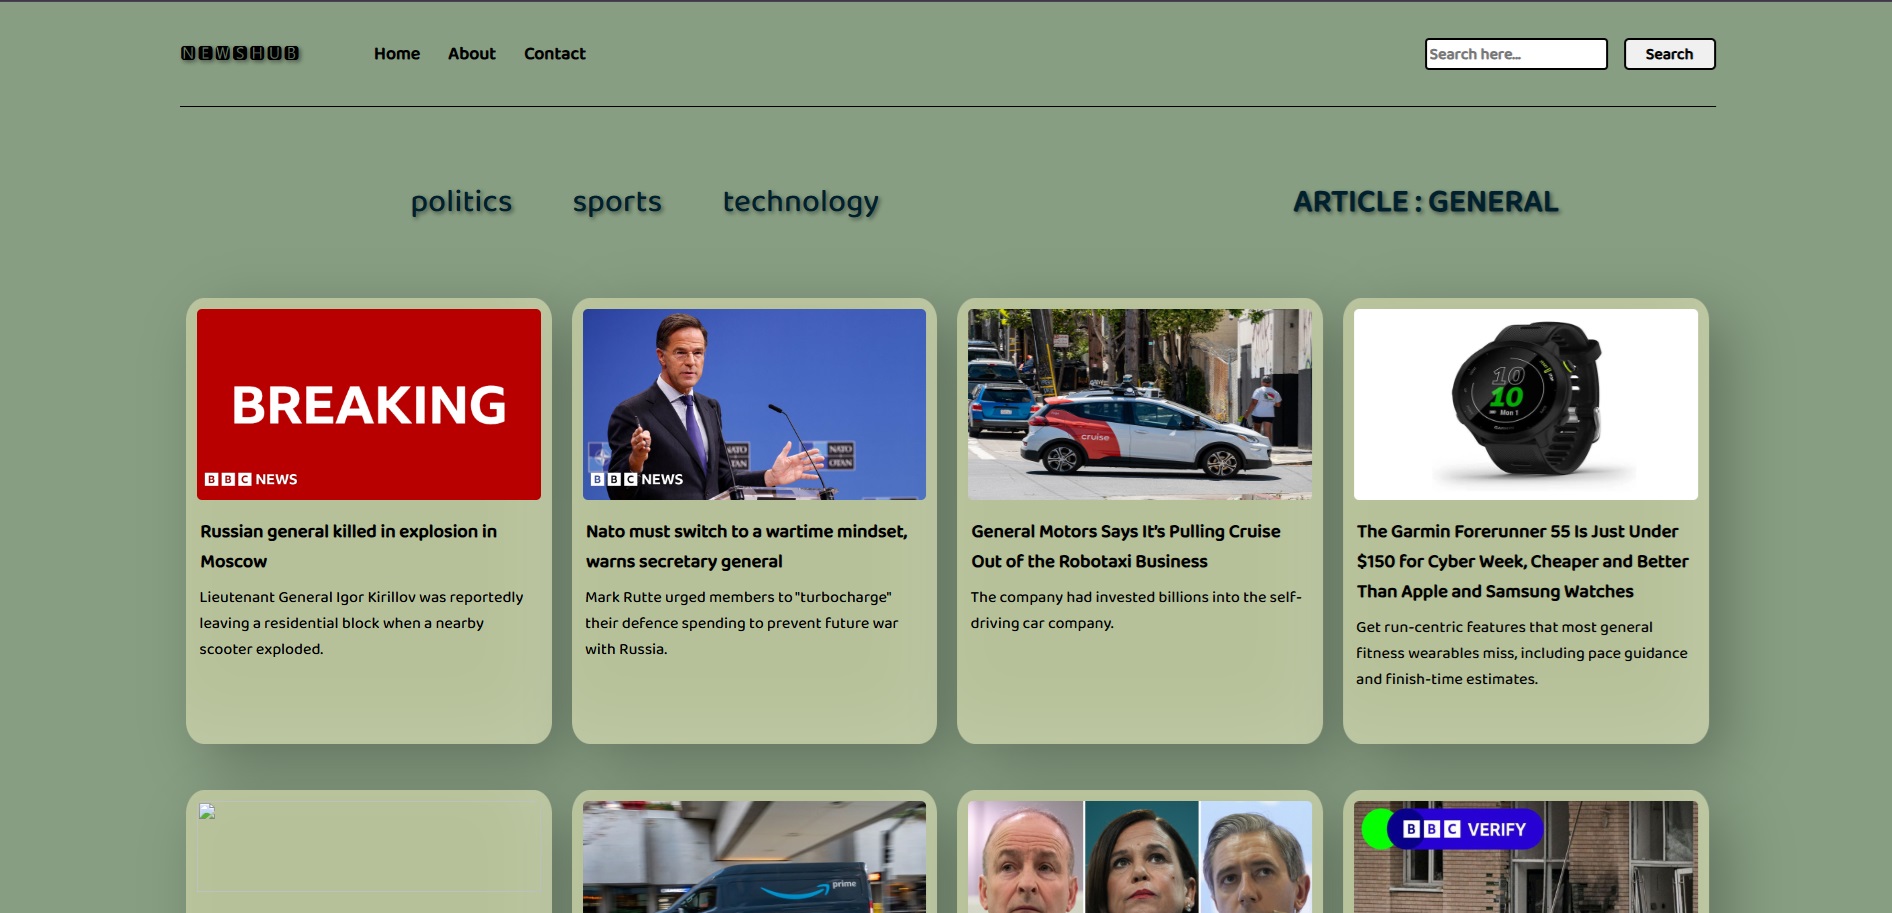 NEWSHUB
Home
About
Contact
Search here...
Search
politics
sports
technology
ARTICLE : GENERAL
BREAKING
BBC NEWS
Russian general killed in explosion in
Moscow
Lieutenant General Igor Kirillov was reportedly
leaving a residential block when a nearby
scooter exploded.
NATO
OTAN
NATO
OTAN
BBC NEWS
Nato must switch to a wartime mindset,
warns secretary general
Mark Rutte urged members to "turbocharge"
their defence spending to prevent future war
with Russia.
cruise
General Motors Says It's Pulling Cruise
Out of the Robotaxi Business
The company had invested billions into the self-
driving car company.
10
10
Mon 1
The Garmin Forerunner 55 Is Just Under
$150 for Cyber Week, Cheaper and Better
Than Apple and Samsung Watches
Get run-centric features that most general
fitness wearables miss, including pace guidance
and finish-time estimates.
prime
BBC VERIFY